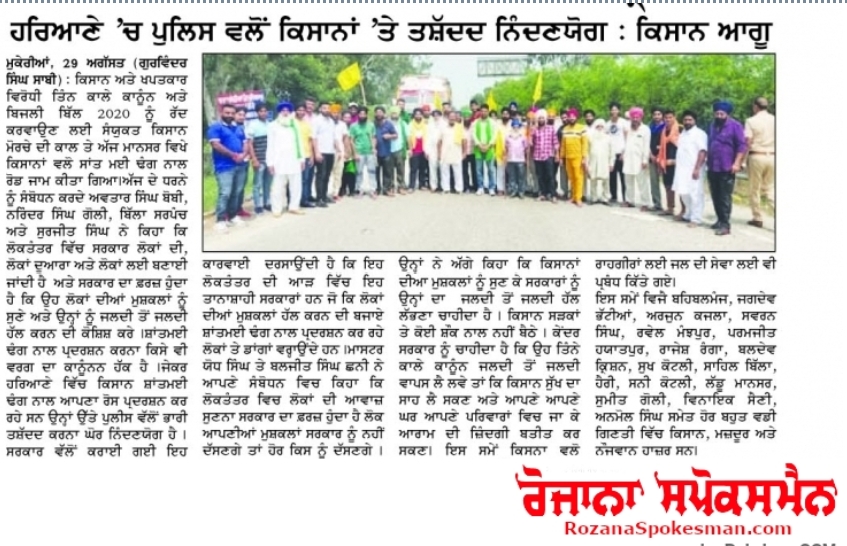 ਹਰਿਆਣੇ ’ਚ ਪੁਲਿਸ ਵਲੋਂ ਕਿਸਾਨਾਂ ’ਤੇ ਤਸ਼ੱਦਦ ਨਿੰਦਣਯੋਗ : ਕਿਸਾਨ ਆਗੂ
ਮੁਕੇਰੀਆਂ, 29 ਅਗੱਸਤ (ਗੁਰਵਿੰਦਰ
ਸਿੰਘ ਸਾਬੀ) : ਕਿਸਾਨ ਅਤੇ ਖਪਤਕਾਰ
ਵਿਰੋਧੀ ਤਿੰਨ ਕਾਲੇ ਕਾਨੂੰਨ ਅਤੇ
ਬਿਜਲੀ ਬਿੱਲ 2020 ਨੂੰ ਰੱਦ
ਕਰਵਾਉਣ ਲਈ ਸੰਯੁਕਤ ਕਿਸਾਨ
ਮੋਰਚੇ ਦੀ ਕਾਲ ਤੇ ਅੱਜ ਮਾਨਸਰ ਵਿਖੇ
ਕਿਸਾਨਾਂ ਵਲੋ ਸਾਂਤ ਮਈ ਢੰਗ ਨਾਲ
ਰੋਡ ਜਾਮ ਕੀਤਾ ਗਿਆ।ਅੱਜ ਦੇ ਧਰਨੇ
ਨੂੰ ਸੰਬੋਧਨ ਕਰਦੇ ਅਵਤਾਰ ਸਿੰਘ ਬੋਬੀ,
ਨਰਿੰਦਰ ਸਿੰਘ ਗੋਲੀ, ਬਿੱਲਾ ਸਰਪੰਚ
ਅਤੇ ਸੁਰਜੀਤ ਸਿੰਘ ਨੇ ਕਿਹਾ ਕਿ
ਲੋਕਤੰਤਰ ਵਿੱਚ ਸਰਕਾਰ ਲੋਕਾਂ ਦੀ,
ਲੋਕਾਂ ਦੁਆਰਾ ਅਤੇ ਲੋਕਾਂ ਲਈ ਬਣਾਈ
ਜਾਂਦੀ ਹੈ ਅਤੇ ਸਰਕਾਰ ਦਾ ਫ਼ਰਜ਼ ਹੁੰਦਾ
ਹੈ ਕਿ ਉਹ ਲੋਕਾਂ ਦੀਆਂ ਮੁਸ਼ਕਲਾਂ ਨੂੰ
ਸੁਣੇ ਅਤੇ ਉਨ੍ਹਾਂ ਨੂੰ ਜਲਦੀ ਤੋਂ ਜਲਦੀ
ਹੱਲ ਕਰਨ ਦੀ ਕੋਸ਼ਿਸ਼ ਕਰੇ ।ਸ਼ਾਂਤਮਈ
ਢੰਗ ਨਾਲ ਪ੍ਰਦਰਸ਼ਨ ਕਰਨਾ ਕਿਸੇ ਵੀ
ਵਰਗ ਦਾ ਕਾਨੂੰਨਨ ਹੱਕ ਹੈ ।ਜੇਕਰ
ਹਰਿਆਣੇ ਵਿੱਚ ਕਿਸਾਨ ਸ਼ਾਂਤਮਈ
ਢੰਗ ਨਾਲ ਆਪਣਾ ਰੋਸ ਪ੍ਰਦਰਸ਼ਨ ਕਰ
ਰਹੇ ਸਨ ਉਨ੍ਹਾਂ ਉੱਤੇ ਪੁਲੀਸ ਵੱਲੋਂ ਭਾਰੀ
ਤਸ਼ੱਦਦ ਕਰਨਾ ਘੋਰ ਨਿੰਦਣਯੋਗ ਹੈ ।
ਸਰਕਾਰ ਵੱਲੋਂ ਕਰਾਈ ਗਈ ਇਹ
ਕਾਰਵਾਈ ਦਰਸਾਉਂਦੀ ਹੈ ਕਿ ਇਹ
ਲੋਕਤੰਤਰ ਦੀ ਆੜ ਵਿੱਚ ਇਹ
ਤਾਨਾਸ਼ਾਹੀ ਸਰਕਾਰਾਂ ਹਨ ਜੋ ਕਿ ਲੋਕਾਂ
ਦੀਆਂ ਮੁਸ਼ਕਲਾਂ ਹੱਲ ਕਰਨ ਦੀ ਬਜਾਏ
ਸ਼ਾਂਤਮਈ ਢੰਗ ਨਾਲ ਪ੍ਰਦਰਸ਼ਨ ਕਰ ਰਹੇ
ਲੋਕਾਂ ਤੇ ਡਾਂਗਾਂ ਵਰ੍ਹਾਉਂਦੇ ਹਨ ।ਮਾਸਟਰ
ਯੋਧ ਸਿੰਘ ਤੇ ਬਲਜੀਤ ਸਿੰਘ ਛਨੀ ਨੇ
ਆਪਣੇ ਸੰਬੋਧਨ ਵਿਚ ਕਿਹਾ ਕਿ
ਲੋਕਤੰਤਰ ਵਿਚ ਲੋਕਾਂ ਦੀ ਆਵਾਜ਼
ਸੁਣਨਾ ਸਰਕਾਰ ਦਾ ਫ਼ਰਜ਼ ਹੁੰਦਾ ਹੈ ਲੋਕ
ਆਪਣੀਆਂ ਮੁਸ਼ਕਲਾਂ ਸਰਕਾਰ ਨੂੰ ਨਹੀਂ
ਦੱਸਣਗੇ ਤਾਂ ਹੋਰ ਕਿਸ ਨੂੰ ਦੱਸਣਗੇ ।
ਉਨ੍ਹਾਂ ਨੇ ਅੱਗੇ ਕਿਹਾ ਕਿ ਕਿਸਾਨਾਂ
ਦੀਆ ਮੁਸ਼ਕਲਾਂ ਨੂੰ ਸੁਣ ਕੇ ਸਰਕਾਰਾਂ ਨੂੰ
ਉਨ੍ਹਾਂ ਦਾ ਜਲਦੀ ਤੋਂ ਜਲਦੀ ਹੱਲ
ਲੱਭਣਾ ਚਾਹੀਦਾ ਹੈ । ਕਿਸਾਨ ਸੜਕਾਂ
ਤੇ ਕੋਈ ਸ਼ੌਕ ਨਾਲ ਨਹੀਂ ਬੈਠੇ । ਕੇਂਦਰ
ਸਰਕਾਰ ਨੂੰ ਚਾਹੀਦਾ ਹੈ ਕਿ ਉਹ ਤਿੰਨੇ
ਕਾਲੇ ਕਾਨੂੰਨ ਜਲਦੀ ਤੋਂ ਜਲਦੀ
ਵਾਪਸ ਲੈ ਲਵੇ ਤਾਂ ਕਿ ਕਿਸਾਨ ਸੁੱਖ ਦਾ
ਸਾਹ ਲੈ ਸਕਣ ਅਤੇ ਆਪਣੇ ਆਪਣੇ
ਘਰ ਆਪਣੇ ਪਰਿਵਾਰਾਂ ਵਿਚ ਜਾ ਕੇ
ਆਰਾਮ ਦੀ ਜ਼ਿੰਦਗੀ ਬਤੀਤ ਕਰ
ਸਕਣ। ਇਸ ਸਮੇਂ ਕਿਸਨਾ ਵਲੋ
ਰਾਹਗੀਰਾਂ ਲਈ ਜਲ ਦੀ ਸੇਵਾ ਲਈ ਵੀ
ਪ੍ਰਬੰਧ ਕਿੱਤੇ ਗਏ।
ਇਸ ਸਮੇਂ ਵਿਜੈ ਬਹਿਬਲਮੰਜ, ਜਗਦੇਵ
ਭੱਟੀਆਂ, ਅਰਜੁਨ ਕਜਲਾ, ਸਵਰਨ
ਸਿੰਘ, ਰਵੇਲ ਮੰਝਪੁਰ, ਪਰਮਜੀਤ
ਹਯਾਤਪੁਰ, ਰਾਜੇਸ਼ ਰੰਗਾ, ਬਲਦੇਵ
ਕ੍ਰਿਸ਼ਨ, ਸੁਖ ਕੋਟਲੀ, ਸਾਹਿਲ ਬਿੱਲਾ,
ਹੈਰੀ, ਸਨੀ ਕੋਟਲੀ, ਲੱਡੂ ਮਾਨਸਰ,
ਸੁਮੀਤ ਗੋਲੀ, ਵਿਨਾਇਕ ਸੈਣੀ,
ਅਨਮੋਲ ਸਿੰਘ ਸਮੇਤ ਹੋਰ ਬਹੁਤ ਵਡੀ
ਗਿਣਤੀ ਵਿੱਚ ਕਿਸਾਨ, ਮਜ਼ਦੂਰ ਅਤੇ
ਨੌਜਵਾਨ ਹਾਜ਼ਰ ਸਨ।
ਰੋਜ਼ਾਨਾ ਸਪੋਕਸਮੈਨ
RozanaSpokesman.com